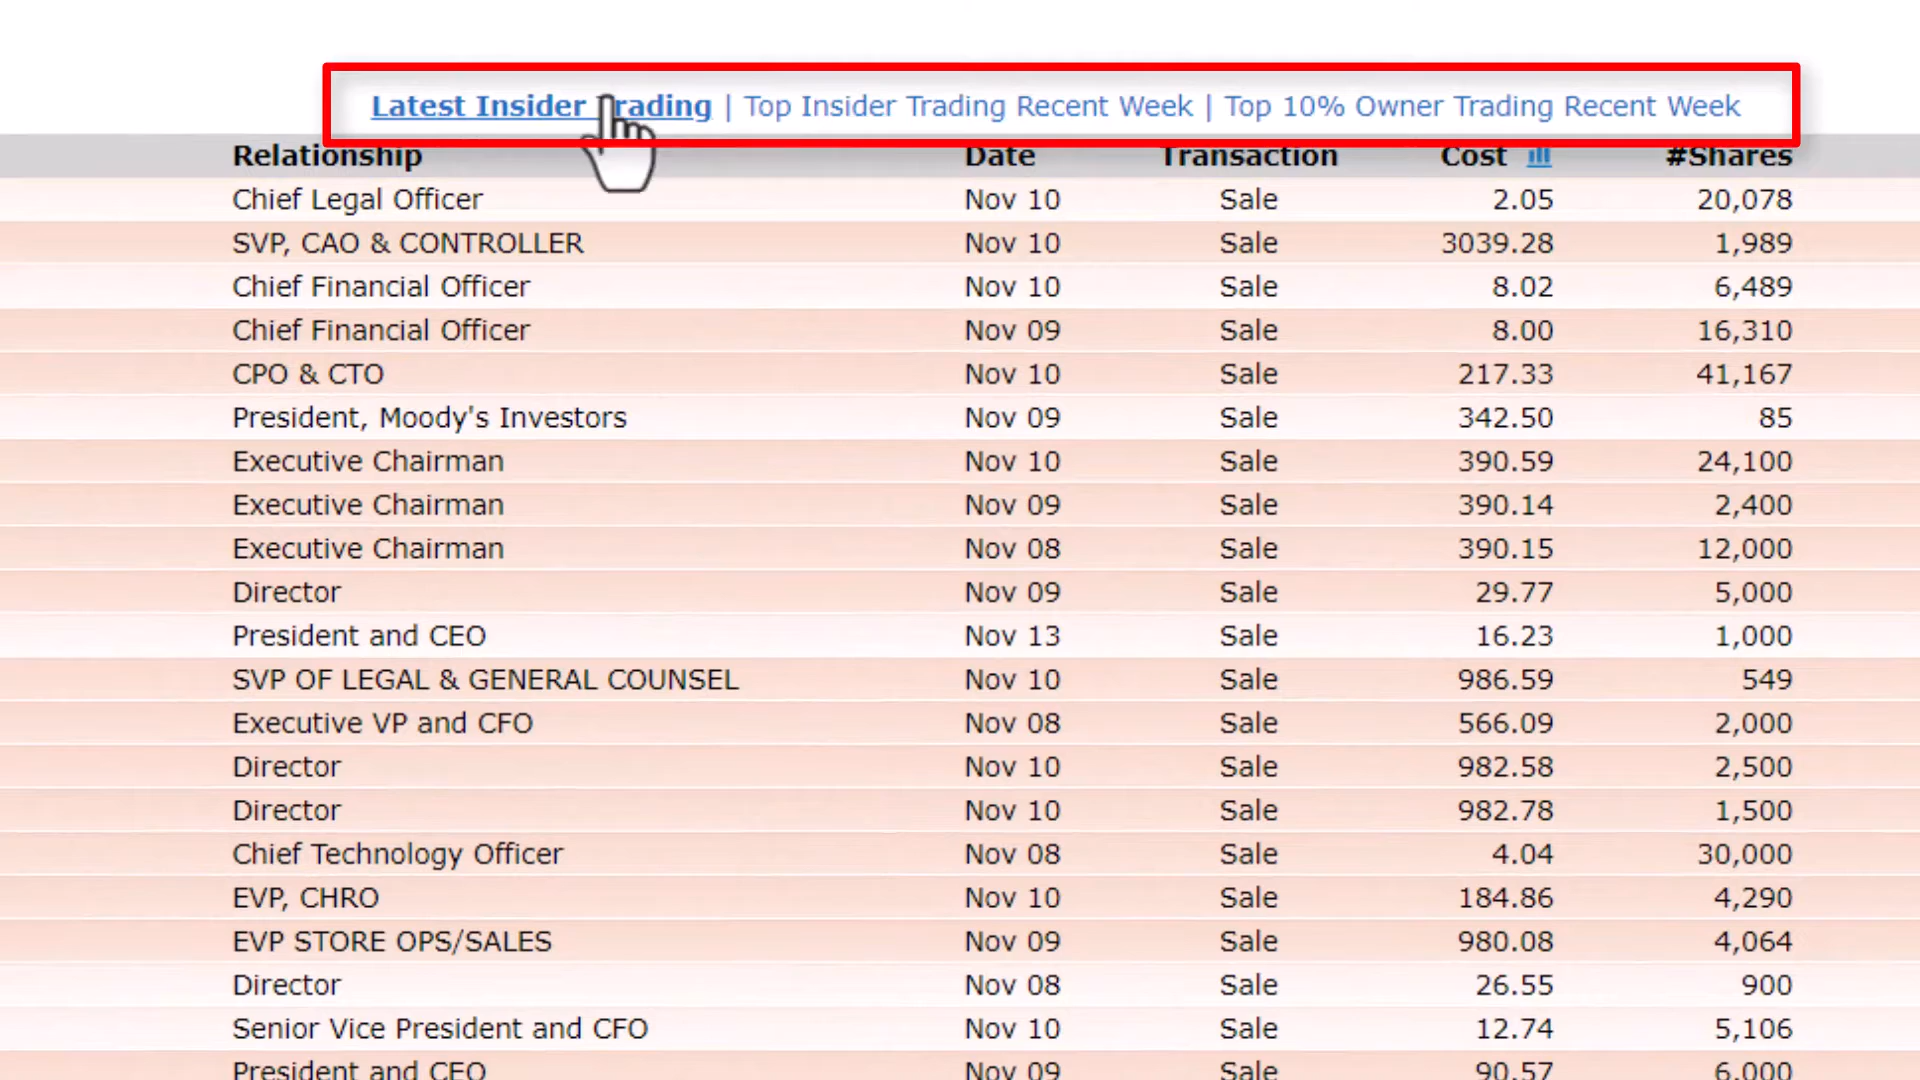 Latest Insider Trading | Top Insider Trading Recent Week | Top 10% Owner Trading Recent Week
Relationship Date Transaction Cost #Shares
Chief Legal Officer Nov 10 Sale 2.05 20,078
SVP, CAO & CONTROLLER Nov 10 Sale 3039.28 1,989
Chief Financial Officer Nov 10 Sale 8.02 6,489
Chief Financial Officer Nov 09 Sale 8.00 16,310
CPO & CTO Nov 10 Sale 217.33 41,167
President, Moody's Investors Nov 09 Sale 342.50 85
Executive Chairman Nov 10 Sale 390.59 24,100
Executive Chairman Nov 09 Sale 390.14 2,400
Executive Chairman Nov 08 Sale 390.15 12,000
Director Nov 09 Sale 29.77 5,000
President and CEO Nov 13 Sale 16.23 1,000
SVP OF LEGAL & GENERAL COUNSEL Nov 10 Sale 986.59 549
Executive VP and CFO Nov 08 Sale 566.09 2,000
Director Nov 10 Sale 982.58 2,500
Director Nov 10 Sale 982.78 1,500
Chief Technology Officer Nov 08 Sale 4.04 30,000
EVP, CHRO Nov 10 Sale 184.86 4,290
EVP STORE OPS/SALES Nov 09 Sale 980.08 4,064
Director Nov 08 Sale 26.55 900
Senior Vice President and CFO Nov 10 Sale 12.74 5,106
President and CEO Nov 09 Sale 90.57 6,000